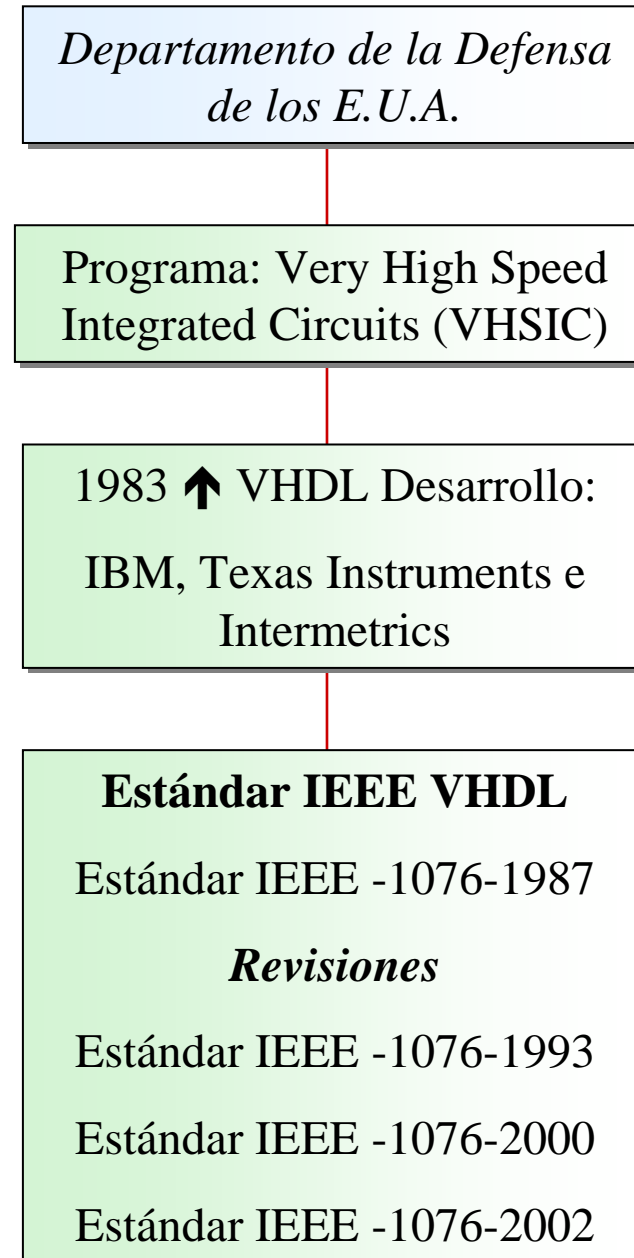 Departamento de la Defensa
de los E.U.A.
Programa: Very High Speed
Integrated Circuits (VHSIC)
1983 🡱 VHDL Desarrollo:
IBM, Texas Instruments e
Intermetrics
Estándar IEEE VHDL
Estándar IEEE -1076-1987
Revisiones
Estándar IEEE -1076-1993
Estándar IEEE -1076-2000
Estándar IEEE -1076-2002